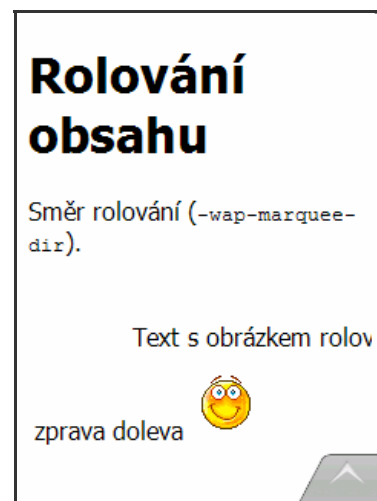 Rolování
obsahu
Směr rolování (-wap-marquee-
dir).
Text s obrázkem rolov
zprava doleva